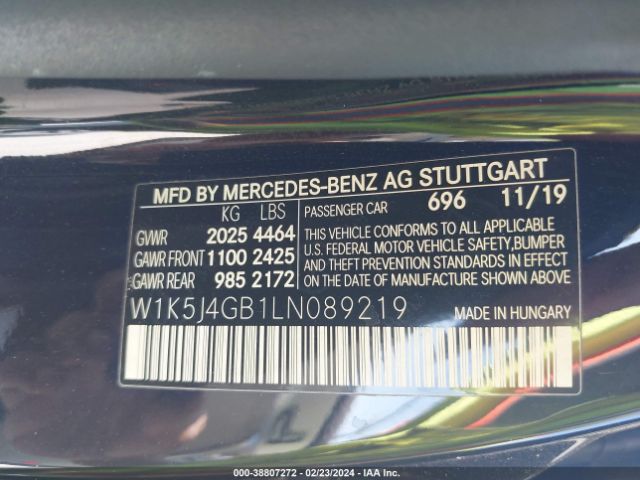 MFD BY MERCEDES-BENZ AG STUTTGART
KG LBS PASSENGER CAR 696 11/19
GVWR 2025 4464
GAWR FRONT 1100 2425
GAWR REAR 985 2172
THIS VEHICLE CONFORMS TO ALL APPLICABLE
U.S. FEDERAL MOTOR VEHICLE SAFETY,BUMPER
AND THEFT PREVENTION STANDARDS IN EFFECT
ON THE DATE OF MANUFACTURE SHOWN ABOVE.
W1K5J4GB1LN089219 MADE IN HUNGARY
000-38807272 - 02/23/2024 - IAA Inc.